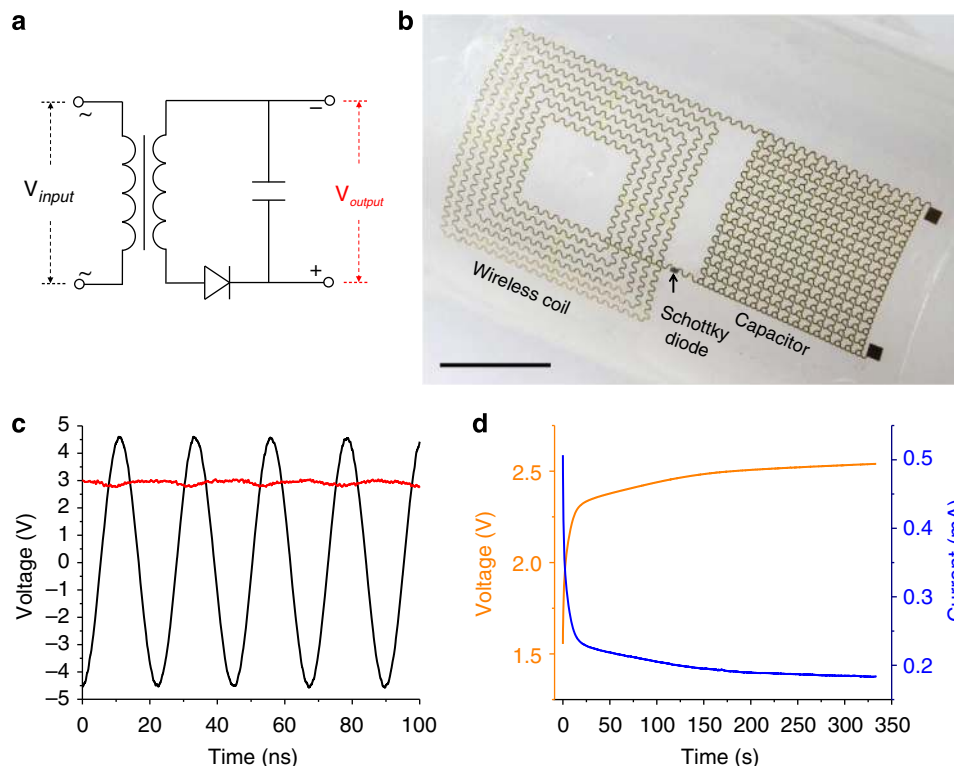 a
~
−
V input
V output
~
+
b
Wireless coil
Schottky
diode
Capacitor
c
5
4
3
2
1
0
−1
−2
−3
−4
−5
Voltage (V)
0 20 40 60 80 100
Time (ns)
d
2.5
2.0
1.5
Voltage (V)
0.5
0.4
0.3
0.2
Current (mA)
0 50 100 150 200 250 300 350
Time (s)